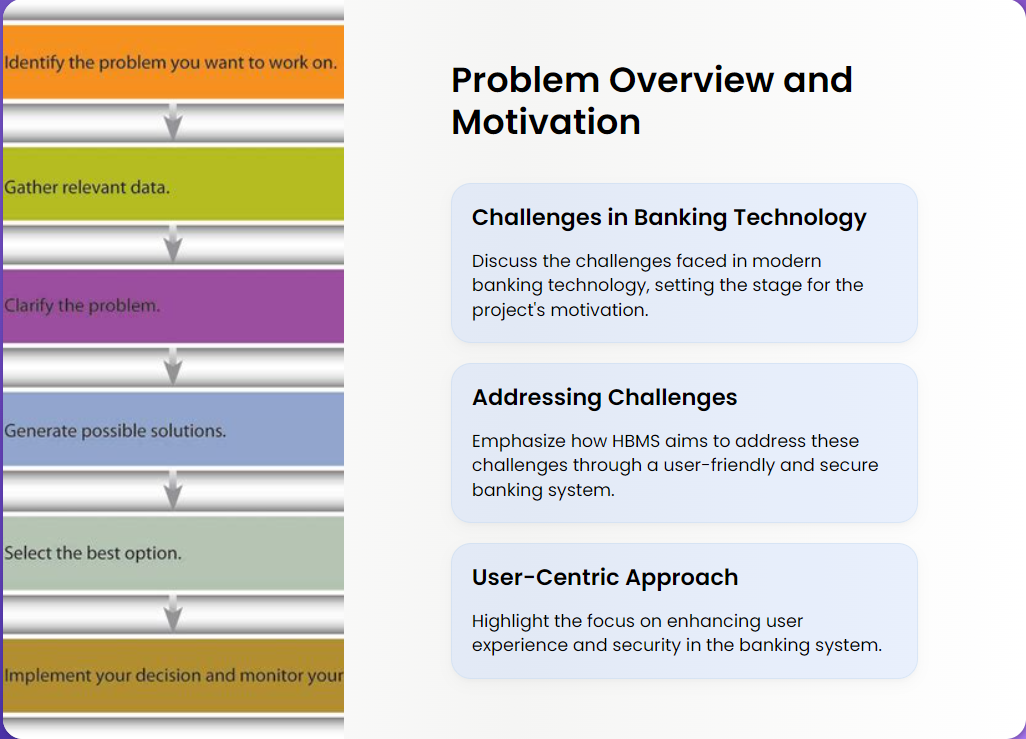 Identify the problem you want to work on.
Gather relevant data.
Clarify the problem.
Generate possible solutions.
Select the best option.
Implement your decision and monitor your
Problem Overview and
Motivation
Challenges in Banking Technology
Discuss the challenges faced in modern
banking technology, setting the stage for the
project's motivation.
Addressing Challenges
Emphasize how HBMS aims to address these
challenges through a user-friendly and secure
banking system.
User-Centric Approach
Highlight the focus on enhancing user
experience and security in the banking system.